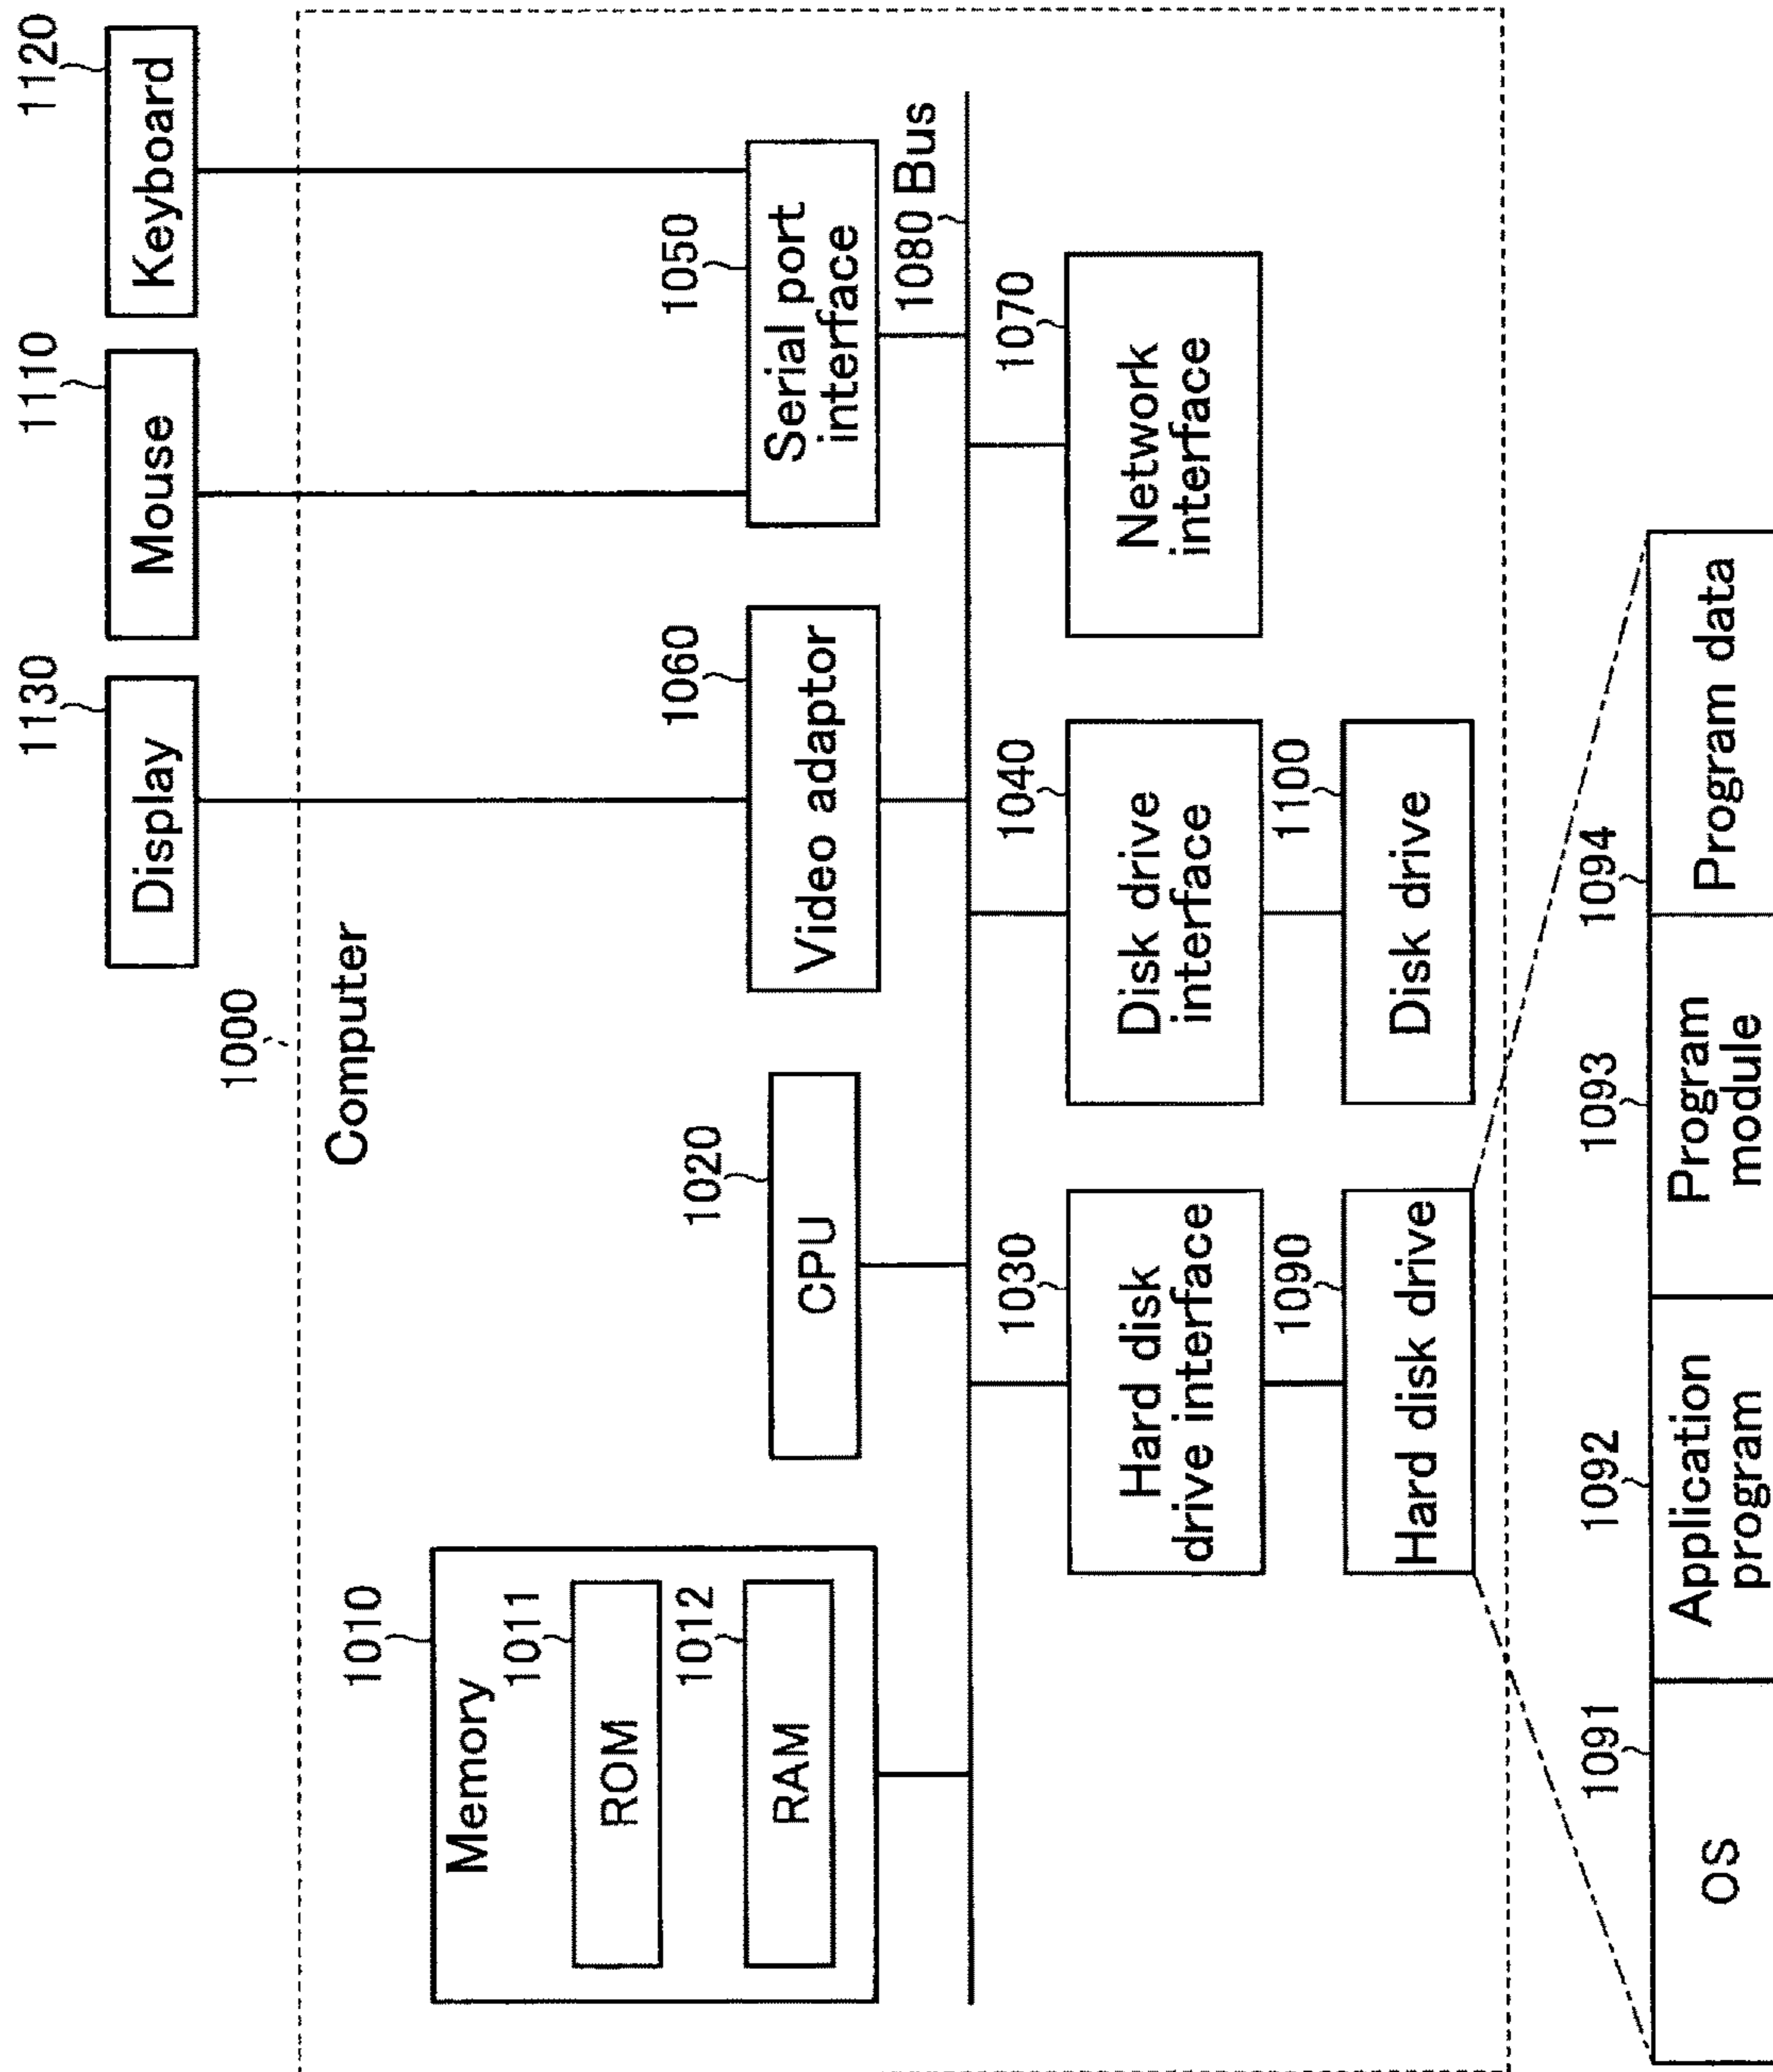 1130
Display
1110
Mouse
1120
Keyboard
1000
Computer
1010
Memory
1011
ROM
1012
RAM
1020
CPU
1060
Video adaptor
1050
Serial port
interface
1080 Bus
1030
Hard disk
drive interface
1040
Disk drive
interface
1070
Network
interface
1090
Hard disk drive
1100
Disk drive
1091
OS
1092
Application
program
1093
Program
module
1094
Program data